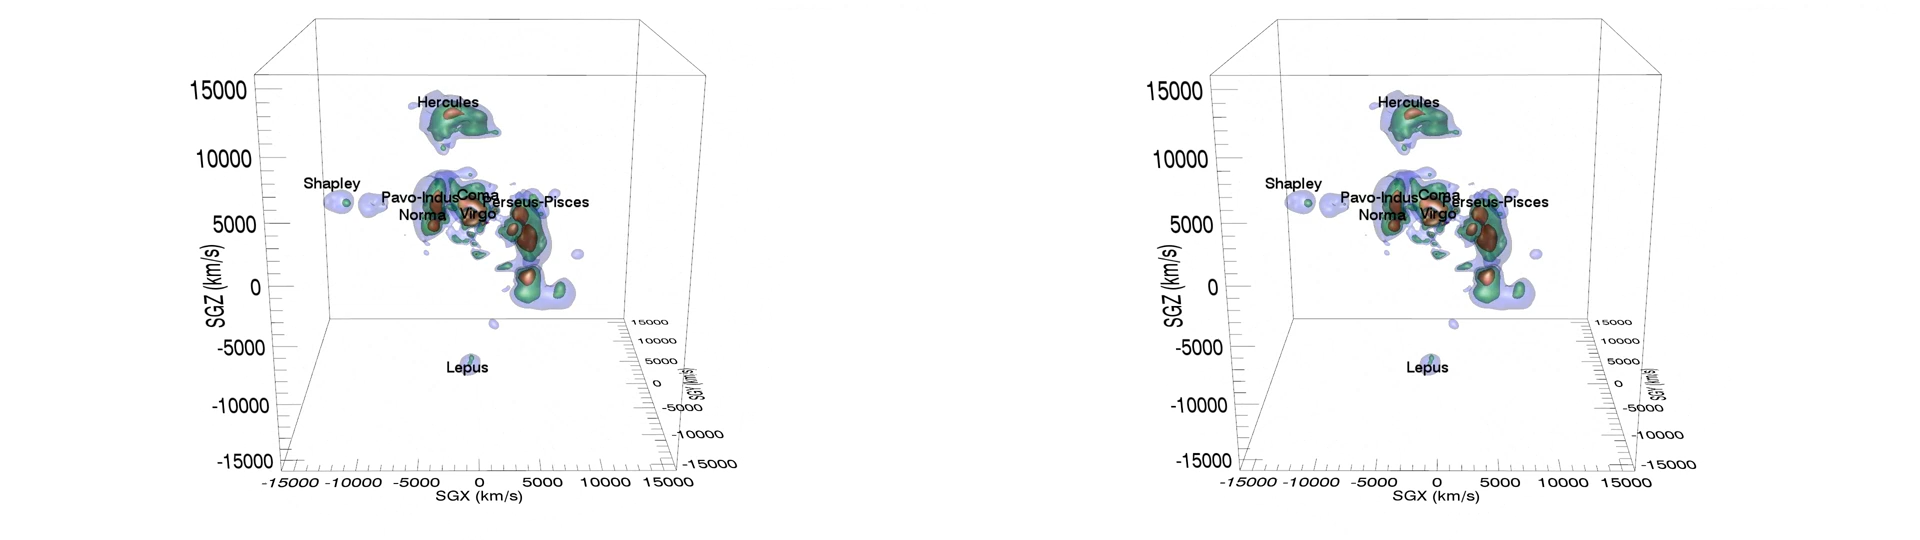 15000
10000
5000
0
-5000
-10000
-15000
SGZ (km/s)
Hercules
Shapley
Pavo-Indus
Coma
Perseus-Pisces
Norma
Virgo
Lepus
15000
10000
5000
0
-5000
-10000
-15000
SGY (km/s)
-15000 -10000 -5000 0 5000 10000 15000
SGX (km/s)
15000
10000
5000
0
-5000
-10000
-15000
SGZ (km/s)
Hercules
Shapley
Pavo-Indus
Coma
Perseus-Pisces
Norma
Virgo
Lepus
15000
10000
5000
0
-5000
-10000
-15000
SGY (km/s)
-15000 -10000 -5000 0 5000 10000 15000
SGX (km/s)